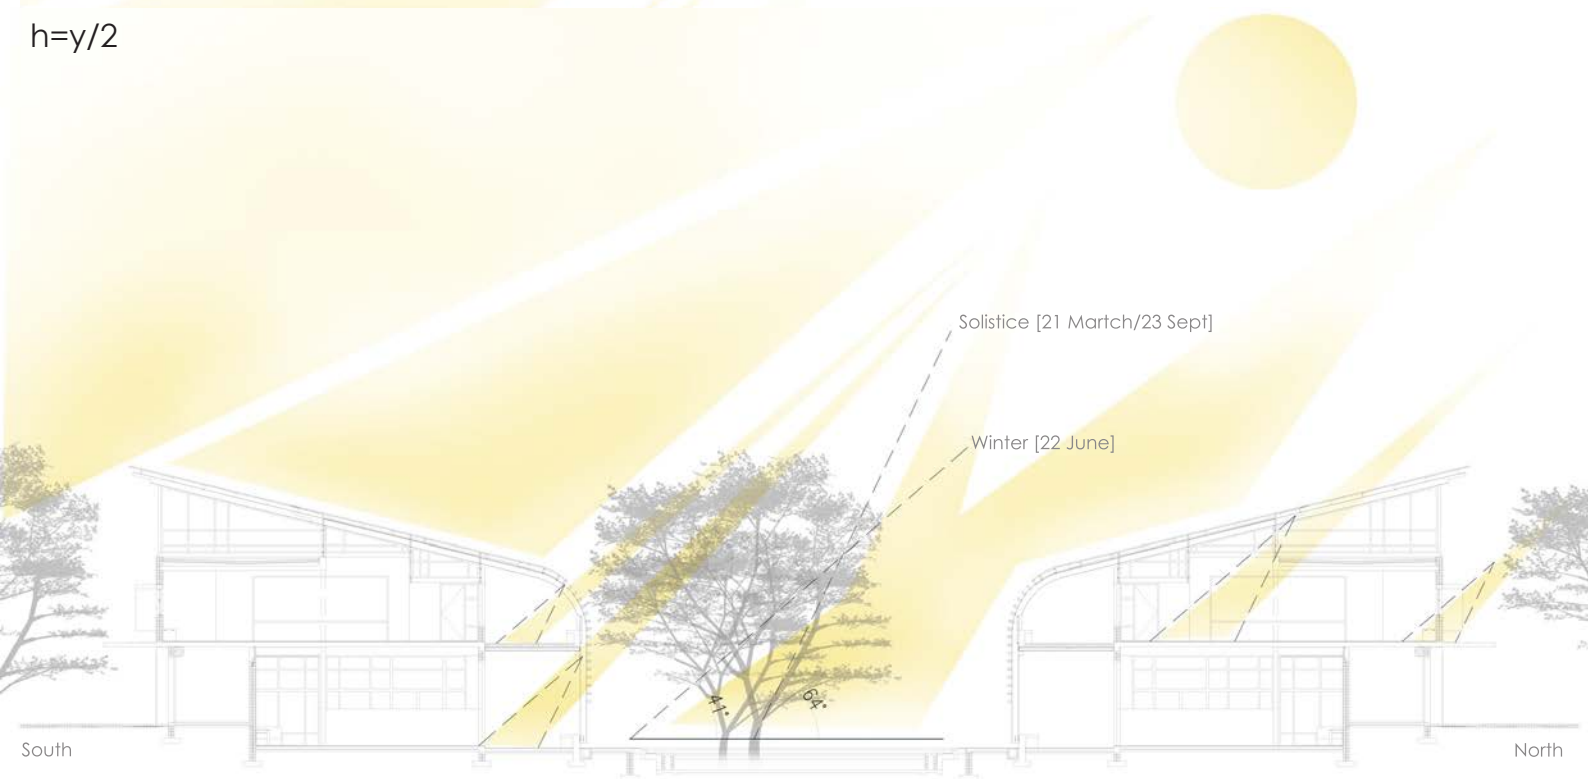 h=y/2
Solistice [21 Martch/23 Sept]
Winter [22 June]
41°
64°
South
North